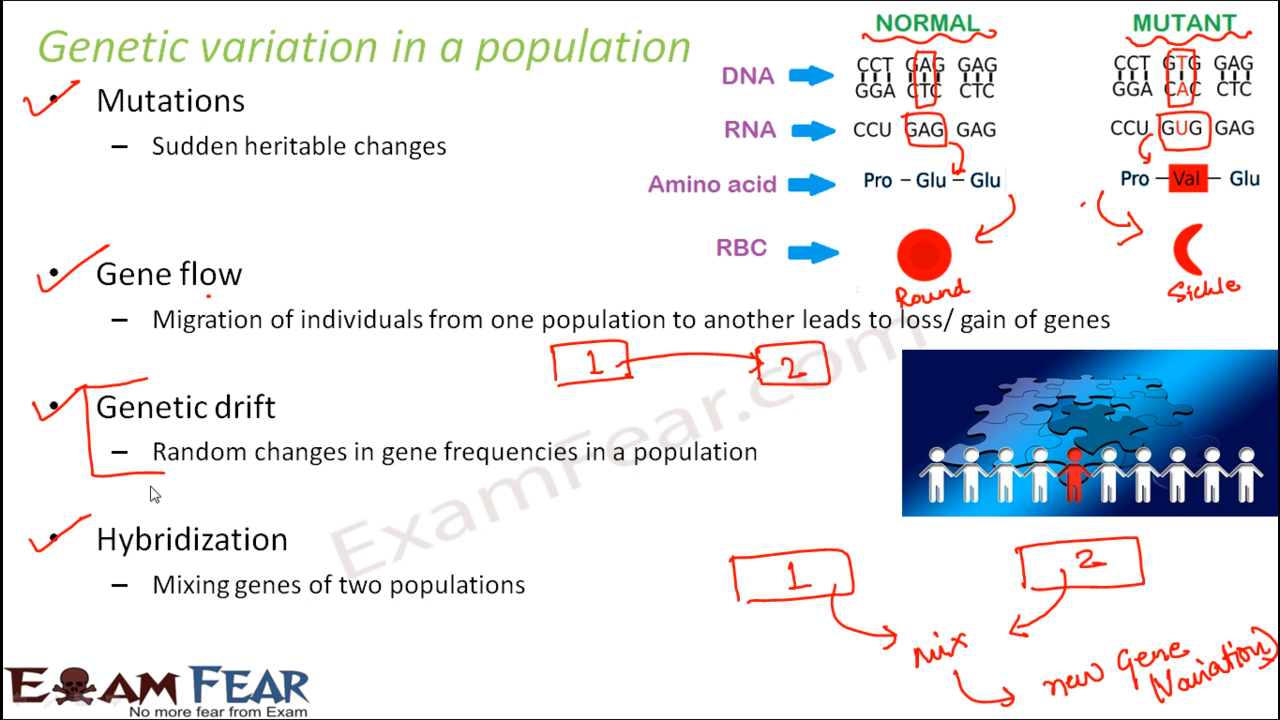 Genetic variation in a population
• Mutations
– Sudden heritable changes
• Gene flow
– Migration of individuals from one population to another leads to loss/ gain of genes
1 2
• Genetic drift
– Random changes in gene frequencies in a population
• Hybridization
– Mixing genes of two populations
NORMAL MUTANT
DNA CCT GAG GAG CCT GTG GAG
GGA CTC CTC GGA CAC CTC
RNA CCU GAG GAG CCU GUG GAG
Amino acid Pro – Glu – Glu Pro – Val – Glu
RBC
Round Sickle
1 2
mix
new Gene
Variation)
ExamFear.com
EXAM FEAR
No more fear from Exam